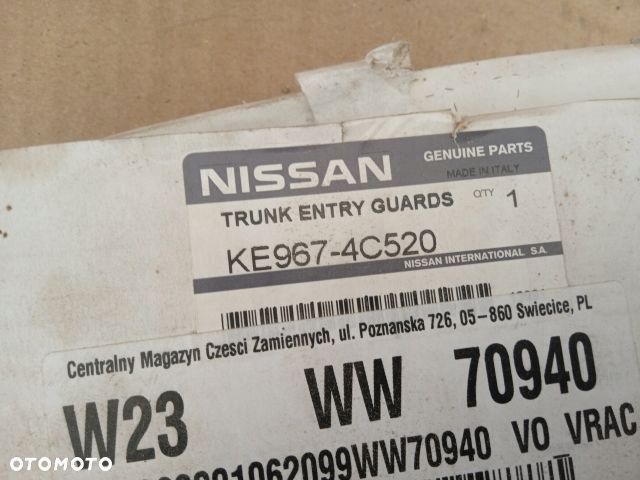 NISSAN
GENUINE PARTS
MADE IN ITALY
TRUNK ENTRY GUARDS QTY 1
KE967-4C520
NISSAN INTERNATIONAL S.A.
Centralny Magazyn Czesci Zamiennych, ul. Poznanska 726, 05-860 Swiecice, PL
W23 WW 70940
1062099WW70940 VO VRAC
OTOMOTO